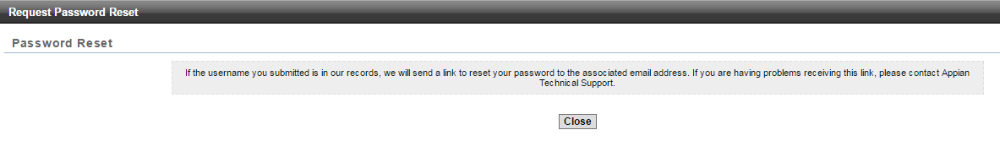 Request Password Reset
Password Reset
If the username you submitted is in our records, we will send a link to reset your password to the associated email address. If you are having problems receiving this link, please contact Appian
Technical Support.
Close